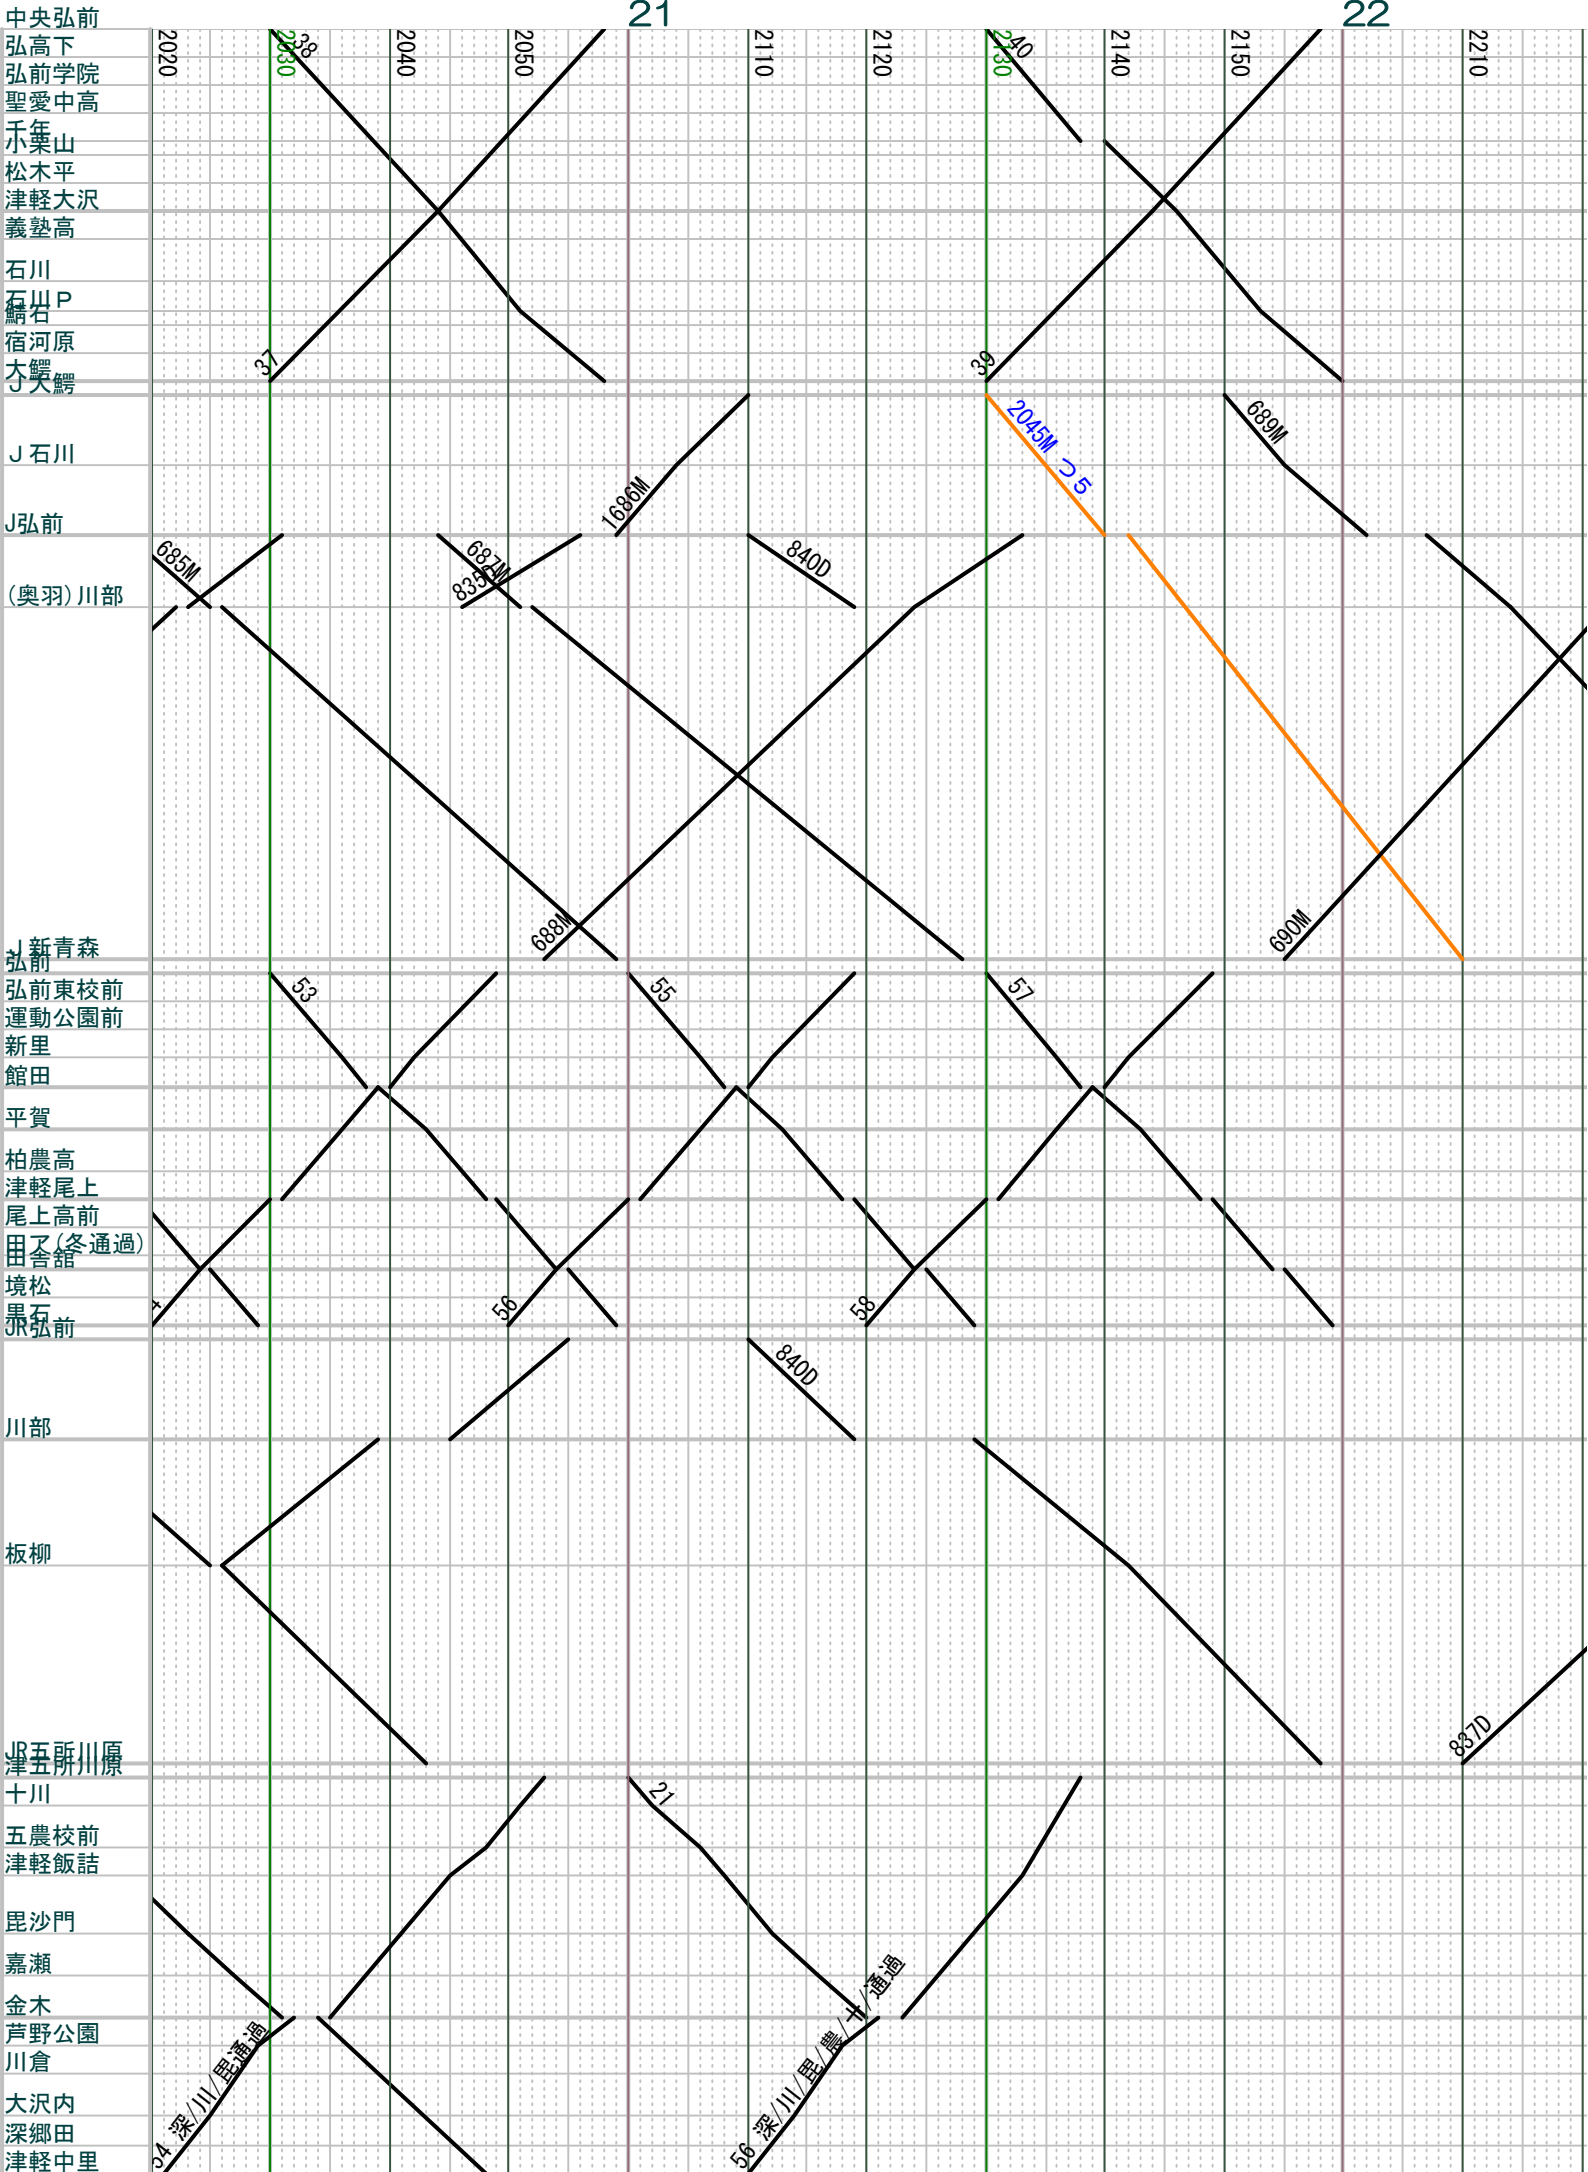 21
22
中央弘前
弘高下
弘前学院
聖愛中高
千年
小栗山
松木平
津軽大沢
義塾高
石川
石川P
鯖石
宿河原
大鰐
J大鰐
J石川
J弘前
(奥羽)川部
J新青森
弘前
弘前東校前
運動公園前
新里
館田
平賀
柏農高
津軽尾上
尾上高前
田んぼ(冬通過)
田舎舘
境松
黒石
JR弘前
川部
板柳
JR五所川原
津五所川原
十川
五農校前
津軽飯詰
毘沙門
嘉瀬
金木
芦野公園
川倉
大沢内
深郷田
津軽中里
2020
2030
2040
2050
2110
2120
2130
2140
2150
2210
38
40
37
39
2045M つ5
689M
1686M
685M
687M
835
840D
688M
690M
53
55
57
56
58
840D
837D
21
54 深/川/毘通過
56 深/川/毘/農/十/通過